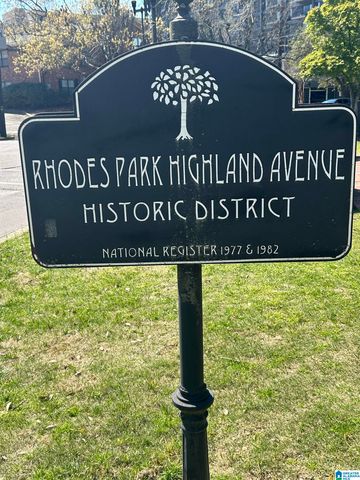 RHODES PARK HIGHLAND AVENUE
HISTORIC DISTRICT
NATIONAL REGISTER 1977 & 1982